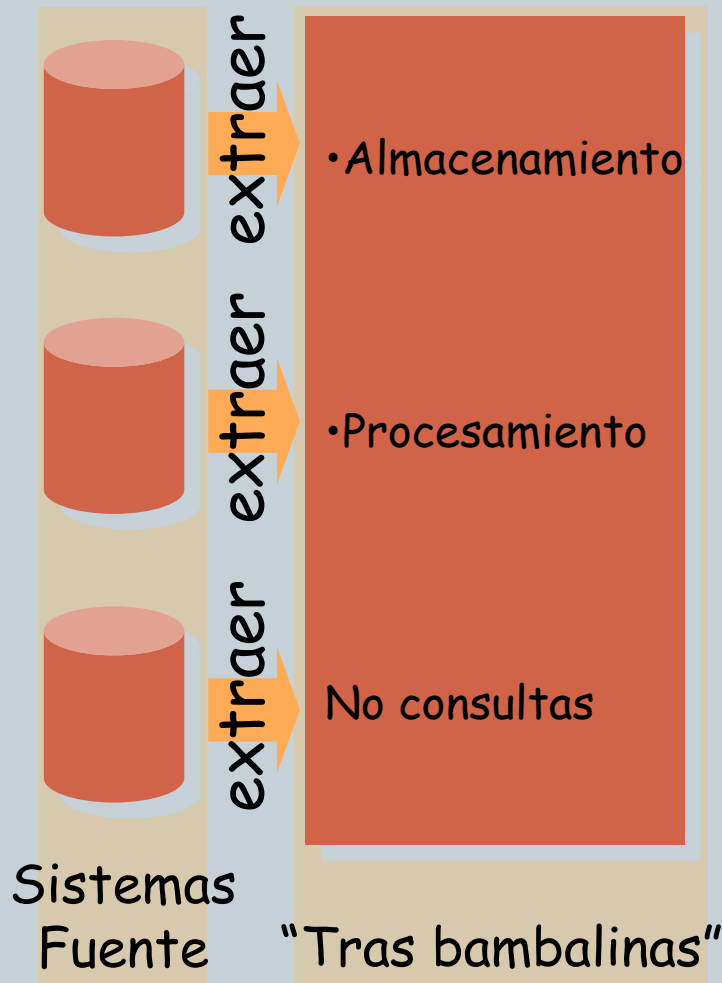 extraer
•Almacenamiento
extraer
•Procesamiento
extraer
No consultas
Sistemas
Fuente
“Tras bambalinas”